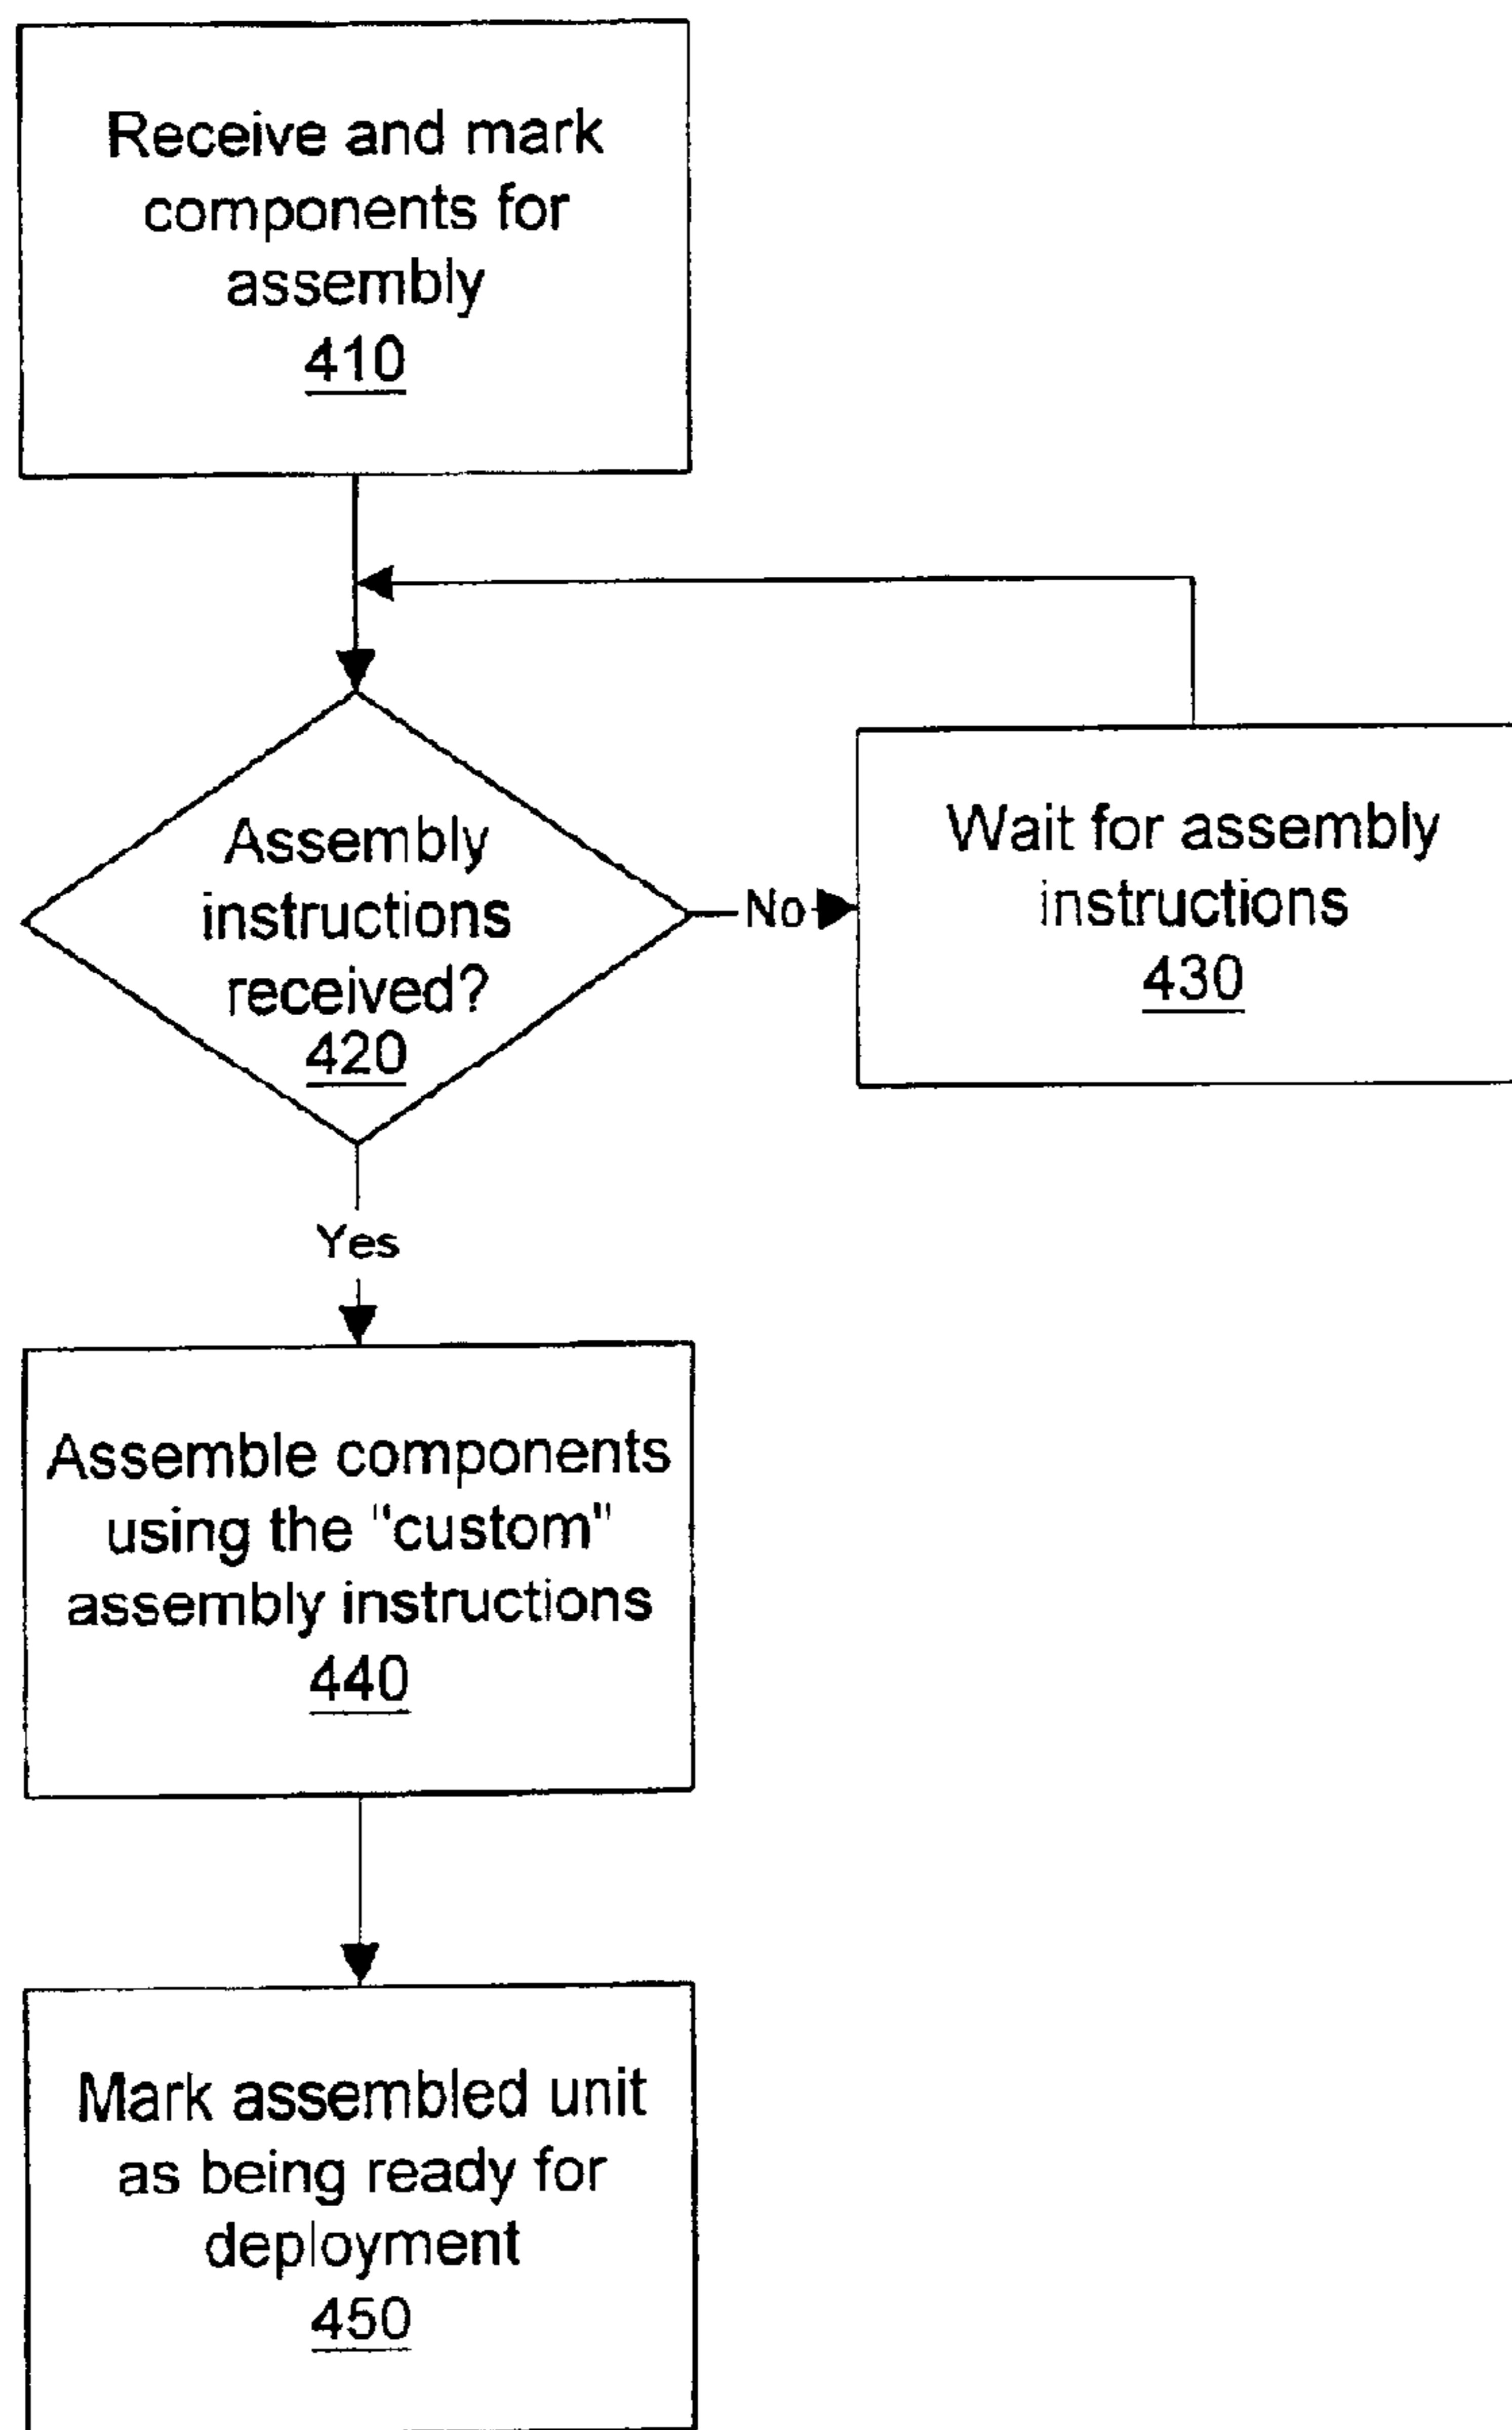 Receive and mark
components for
assembly
410
Assembly
instructions
received?
420
No
Wait for assembly
instructions
430
Yes
Assemble components
using the "custom"
assembly instructions
440
Mark assembled unit
as being ready for
deployment
450